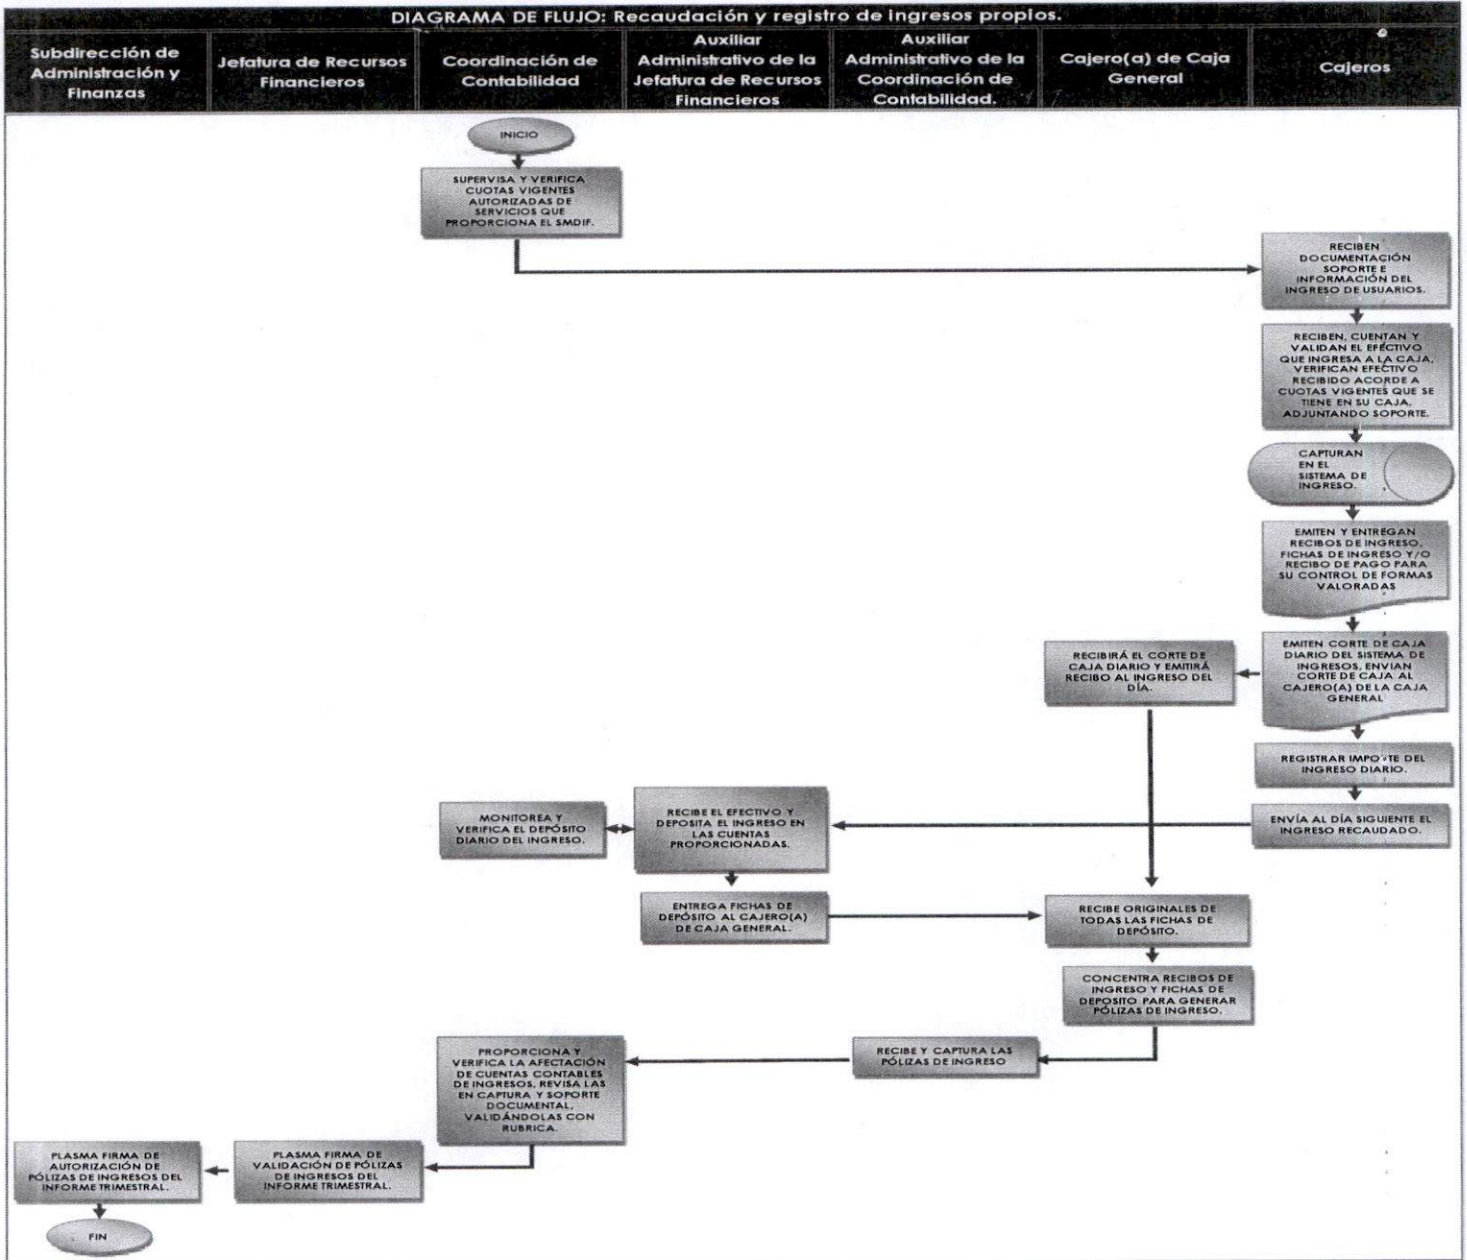 DIAGRAMA DE FLUJO: Recaudación y registro de ingresos propios.
Subdirección de
Administración y
Finanzas
Jefatura de Recursos
Financieros
Coordinación de
Contabilidad
Auxiliar
Administrativo de la
Jefatura de Recursos
Financieros
Auxiliar
Administrativo de la
Coordinación de
Contabilidad.
Cajero(a) de Caja
General
Cajeros
INICIO
SUPERVISA Y VERIFICA
CUOTAS VIGENTES
AUTORIZADAS DE
SERVICIOS QUE
PROPORCIONA EL SMDIF.
RECIBEN
DOCUMENTACIÓN
SOPORTE E
INFORMACIÓN DEL
INGRESO DE USUARIOS.
RECIBEN, CUENTAN Y
VALIDAN EL EFECTIVO
QUE INGRESA A LA CAJA,
VERIFICAN EFECTIVO
RECIBIDO ACORDE A
CUOTAS VIGENTES QUE SE
TIENE EN SU CAJA,
ADJUNTANDO SOPORTE.
CAPTURAN
EN EL
SISTEMA DE
INGRESO.
EMITEN Y ENTREGAN
RECIBOS DE INGRESO,
FICHAS DE INGRESO Y/O
RECIBO DE PAGO PARA
SU CONTROL DE FORMAS
VALORADAS
EMITEN CORTE DE CAJA
DIARIO DEL SISTEMA DE
INGRESOS, ENVIAN
CORTE DE CAJA AL
CAJERO(A) DE LA CAJA
GENERAL
RECIBIRÁ EL CORTE DE
CAJA DIARIO Y EMITIRÁ
RECIBO AL INGRESO DEL
DÍA.
REGISTRAR IMPORTE DEL
INGRESO DIARIO.
ENVÍA AL DÍA SIGUIENTE EL
INGRESO RECAUDADO.
RECIBE EL EFECTIVO Y
DEPOSITA EL INGRESO EN
LAS CUENTAS
PROPORCIONADAS.
MONITOREA Y
VERIFICA EL DEPÓSITO
DIARIO DEL INGRESO.
ENTREGA FICHAS DE
DEPÓSITO AL CAJERO(A)
DE CAJA GENERAL.
RECIBE ORIGINALES DE
TODAS LAS FICHAS DE
DEPÓSITO.
CONCENTRA RECIBOS DE
INGRESO Y FICHAS DE
DEPOSITO PARA GENERAR
PÓLIZAS DE INGRESO.
RECIBE Y CAPTURA LAS
PÓLIZAS DE INGRESO
PROPORCIONA Y
VERIFICA LA AFECTACIÓN
DE CUENTAS CONTABLES
DE INGRESOS, REVISA LAS
EN CAPTURA Y SOPORTE
DOCUMENTAL,
VALIDÁNDOLAS CON
RUBRICA.
PLASMA FIRMA DE
VALIDACIÓN DE PÓLIZAS
DE INGRESOS DEL
INFORME TRIMESTRAL.
PLASMA FIRMA DE
AUTORIZACIÓN DE
PÓLIZAS DE INGRESOS DEL
INFORME TRIMESTRAL.
FIN